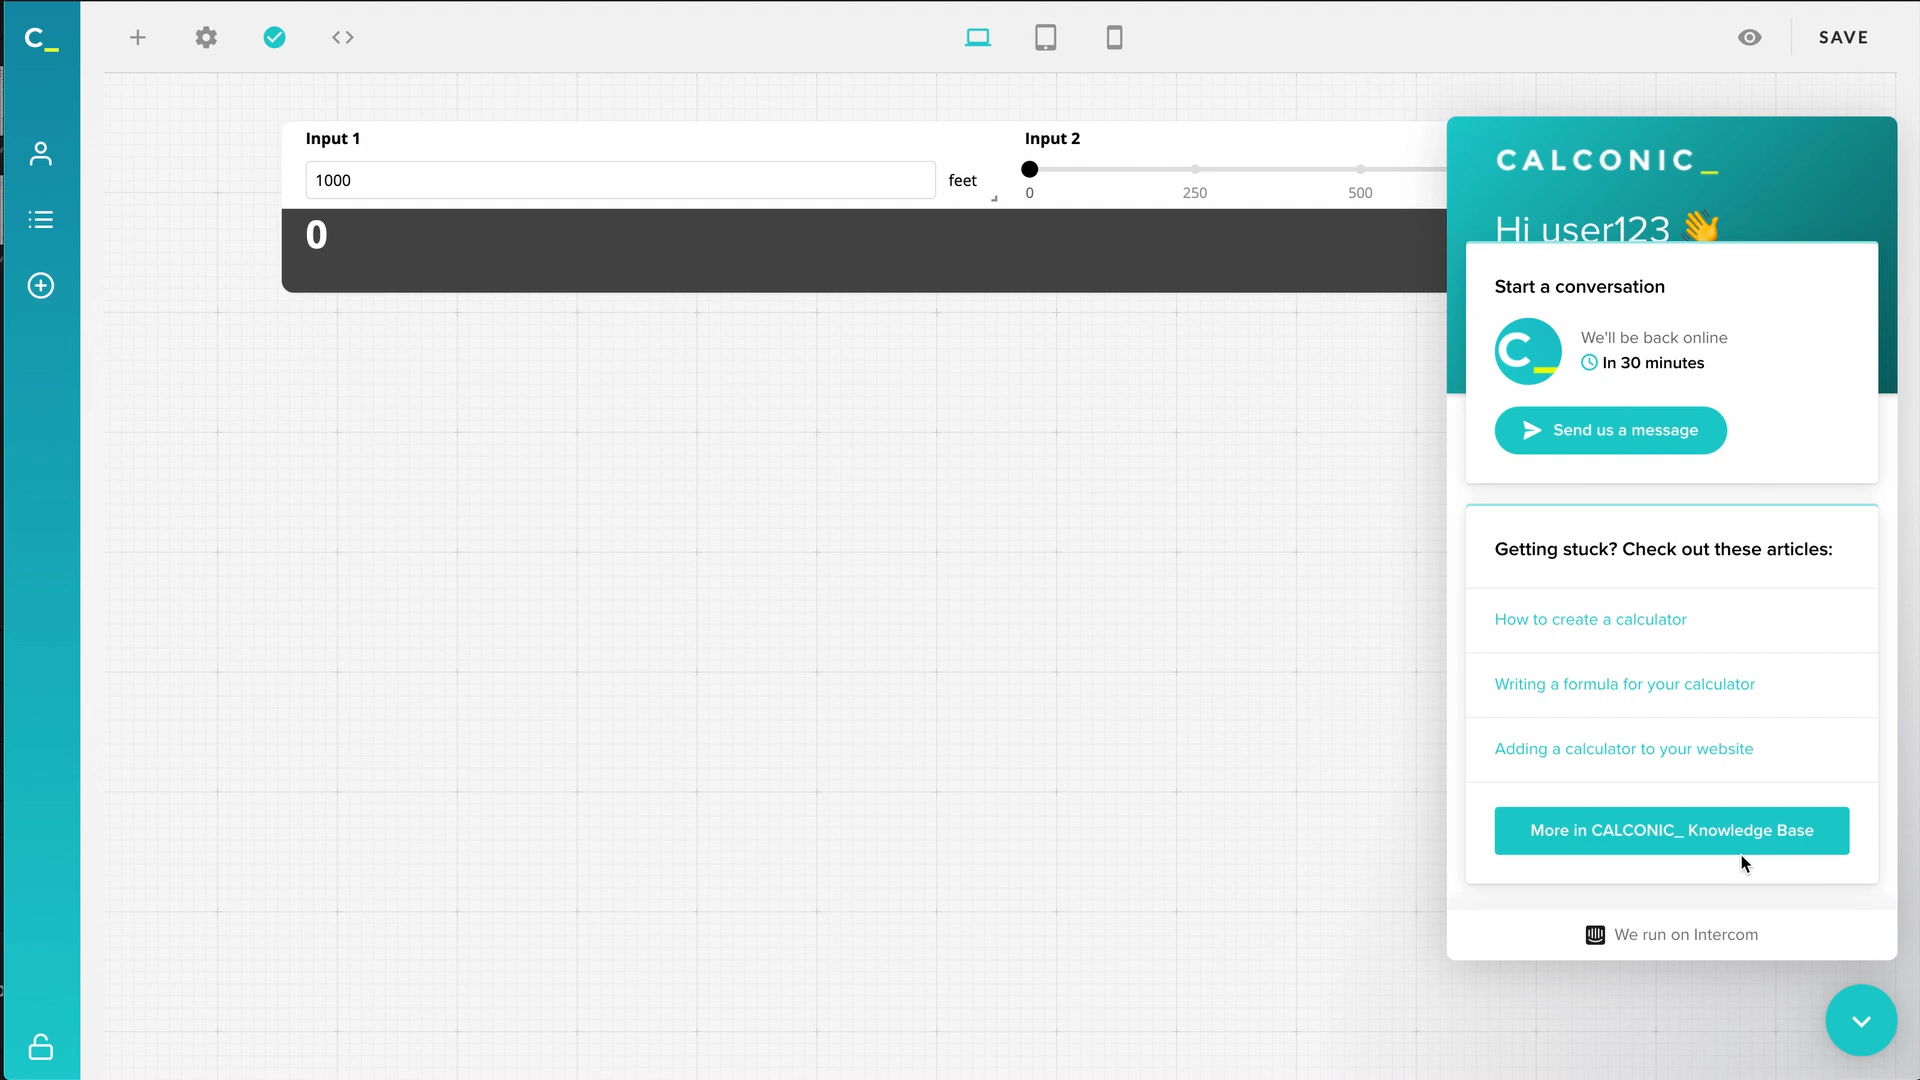 C_
SAVE
Input 1
1000
feet
Input 2
0
250
500
0
CALCONIC_
Hi user123 👋
Start a conversation
C_
We'll be back online
In 30 minutes
Send us a message
Getting stuck? Check out these articles:
How to create a calculator
Writing a formula for your calculator
Adding a calculator to your website
More in CALCONIC_ Knowledge Base
We run on Intercom